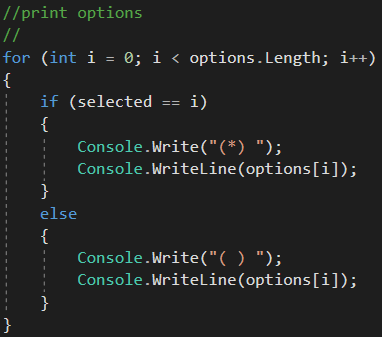 //print options
//
for (int i = 0; i < options.Length; i++)
{
    if (selected == i)
    {
        Console.Write("(*) ");
        Console.WriteLine(options[i]);
    }
    else
    {
        Console.Write("( ) ");
        Console.WriteLine(options[i]);
    }
}